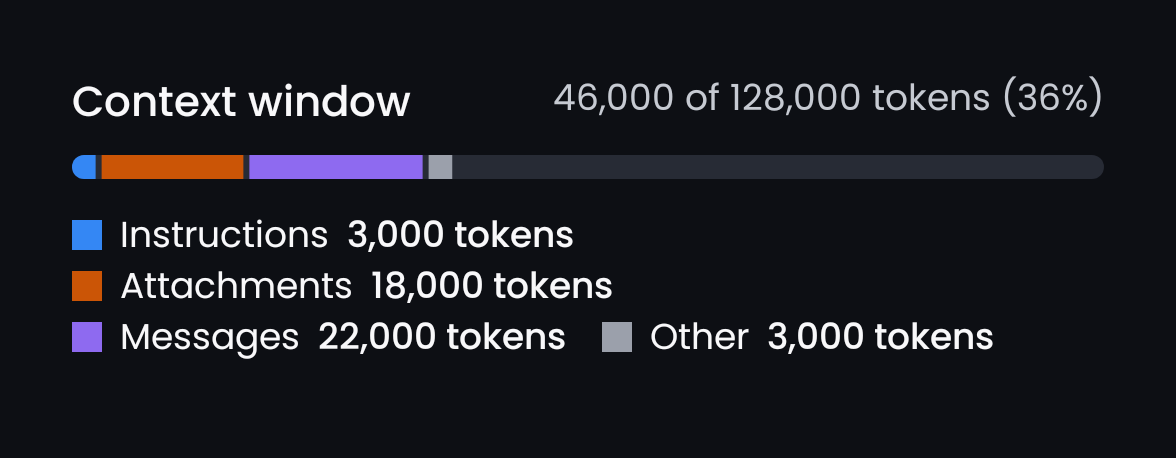 Context window 46,000 of 128,000 tokens (36%)
Instructions 3,000 tokens
Attachments 18,000 tokens
Messages 22,000 tokens Other 3,000 tokens